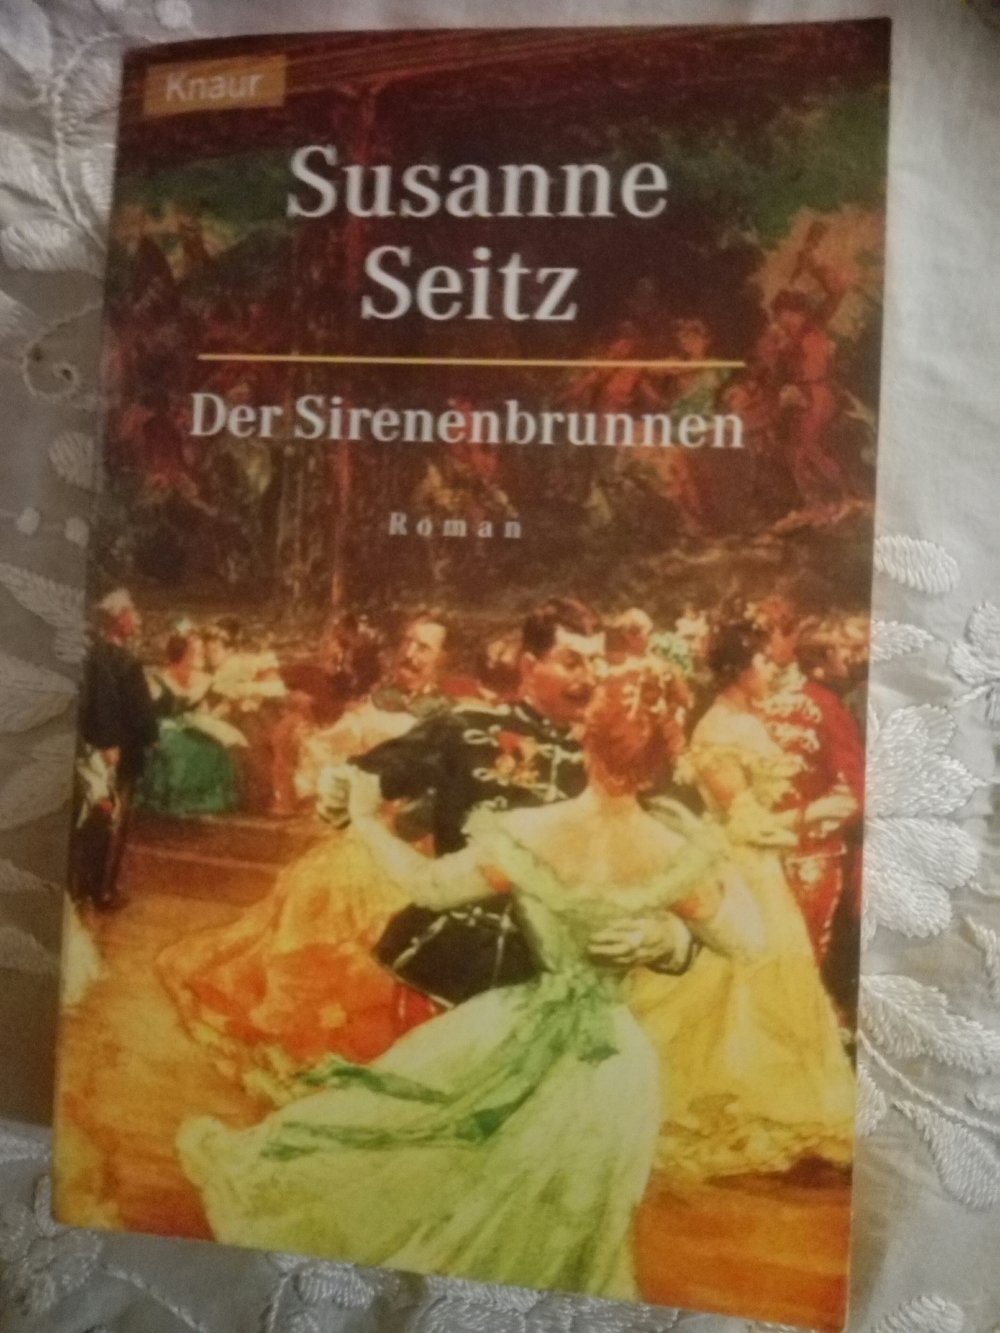 Knaur
Susanne
Seitz
Der Sirenenbrunnen
Roman